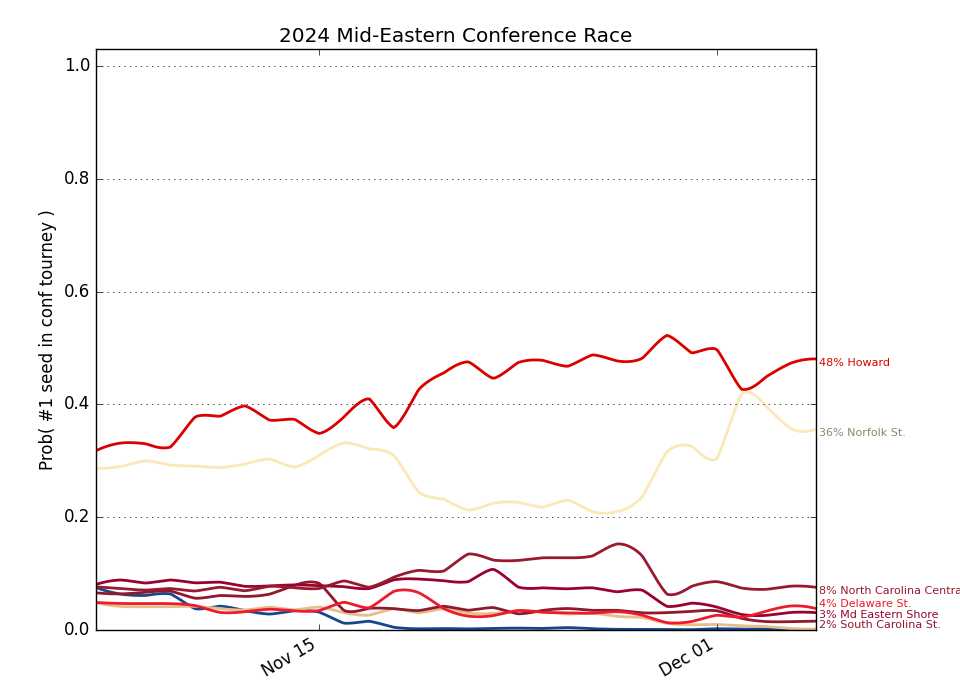 2024 Mid-Eastern Conference Race
1.0
0.8
0.6
0.4
0.2
0.0
Prob( #1 seed in conf tourney )
Nov 15
Dec 01
48% Howard
36% Norfolk St.
8% North Carolina Centra
4% Delaware St.
3% Md Eastern Shore
2% South Carolina St.